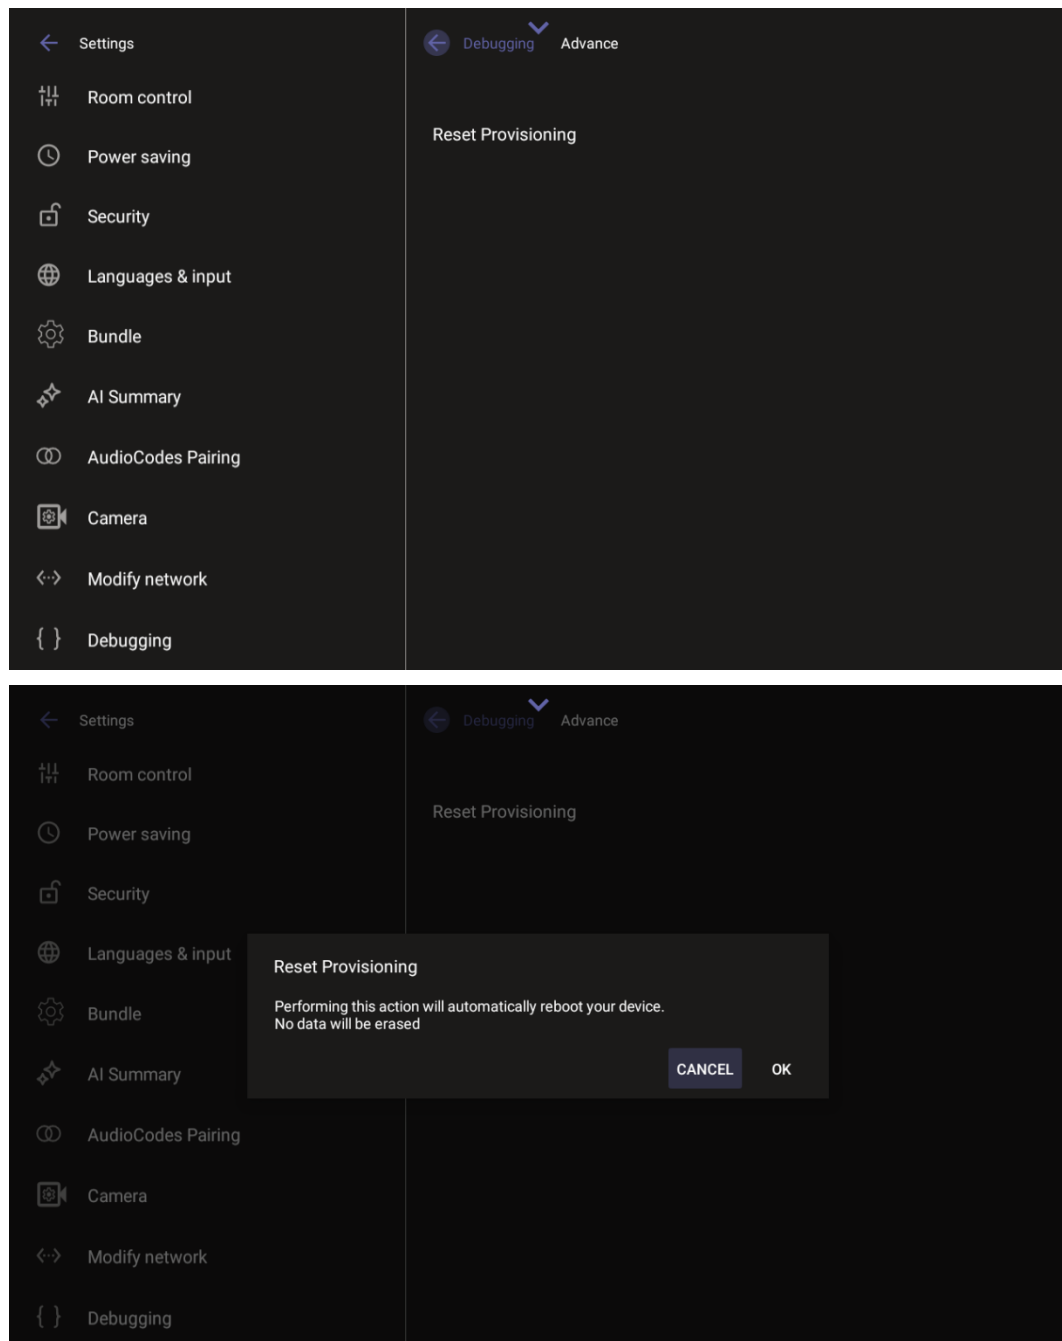 Settings
Debugging
Advance
Room control
Reset Provisioning
Power saving
Security
Languages & input
Bundle
AI Summary
AudioCodes Pairing
Camera
Modify network
Debugging
Settings
Debugging
Advance
Room control
Reset Provisioning
Power saving
Security
Languages & input
Reset Provisioning
Performing this action will automatically reboot your device.
No data will be erased
CANCEL
OK
Bundle
AI Summary
AudioCodes Pairing
Camera
Modify network
Debugging